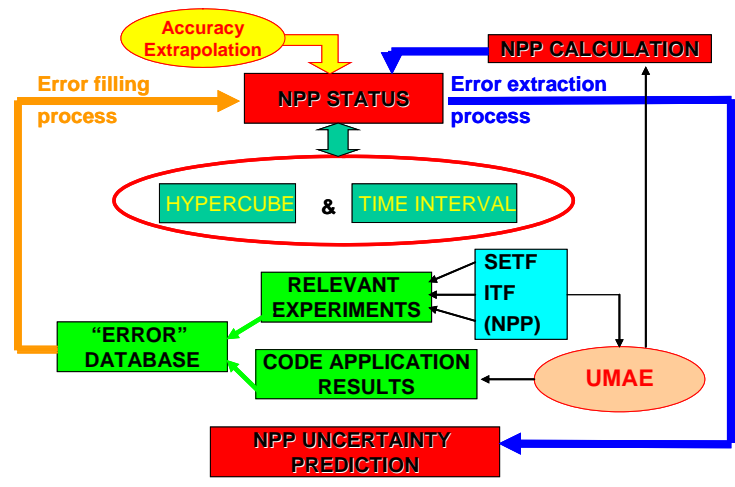 Accuracy
Extrapolation
NPP CALCULATION
Error filling
process
NPP STATUS
Error extraction
process
HYPERCUBE
&
TIME INTERVAL
SETF
ITF
(NPP)
RELEVANT
EXPERIMENTS
“ERROR”
DATABASE
CODE APPLICATION
RESULTS
UMAE
NPP UNCERTAINTY
PREDICTION